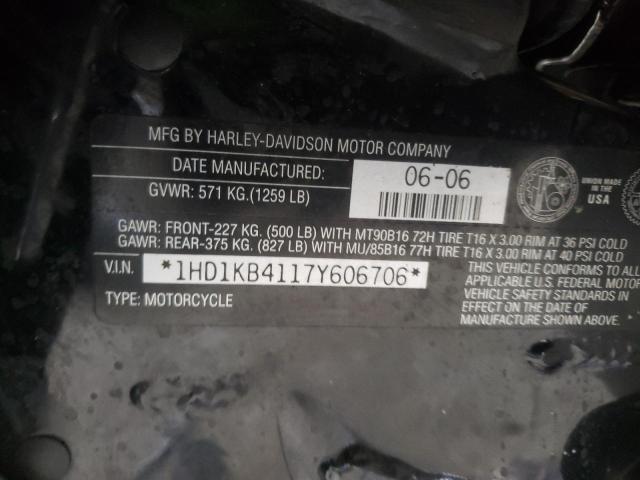 MFG BY HARLEY-DAVIDSON MOTOR COMPANY
DATE MANUFACTURED: 06-06
GVWR: 571 KG.(1259 LB)
UNION MADE IN THE USA
GAWR: FRONT-227 KG. (500 LB) WITH MT90B16 72H TIRE T16 X 3.00 RIM AT 36 PSI COLD
GAWR: REAR-375 KG. (827 LB) WITH MU/85B16 77H TIRE T16 X 3.00 RIM AT 40 PSI COLD
V.I.N. *1HD1KB4117Y606706*
TYPE: MOTORCYCLE
THIS VEHICLE CONFORMS TO ALL
APPLICABLE U.S. FEDERAL MOTOR
VEHICLE SAFETY STANDARDS IN
EFFECT ON THE DATE OF
MANUFACTURE SHOWN ABOVE.